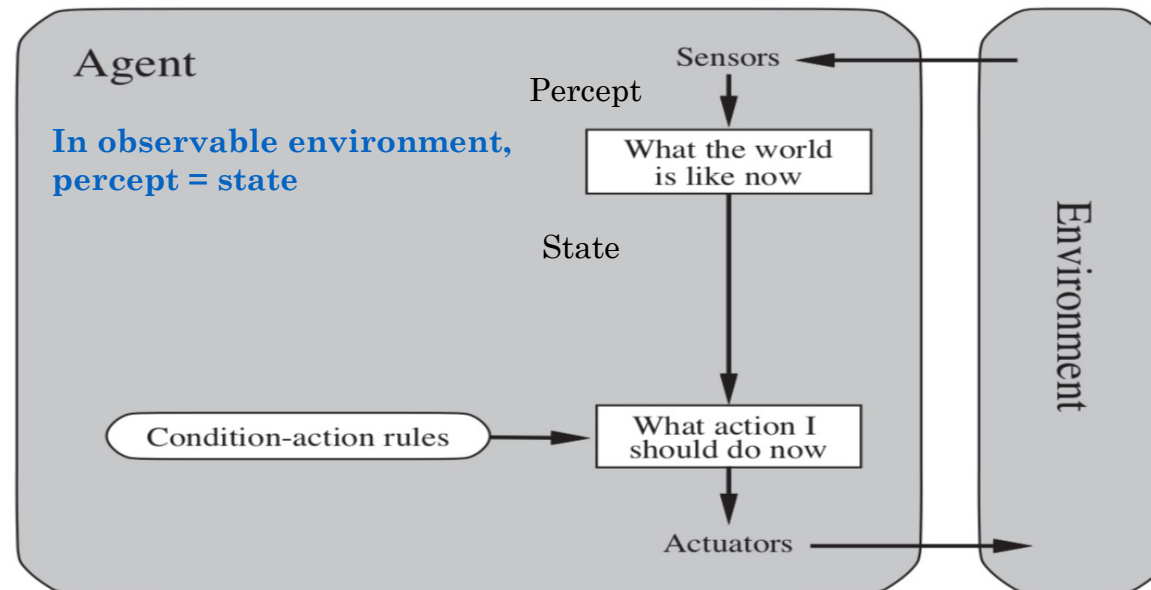 Agent
Sensors
Percept
In observable environment,
percept = state
What the world
is like now
State
Environment
Condition-action rules
What action I
should do now
Actuators